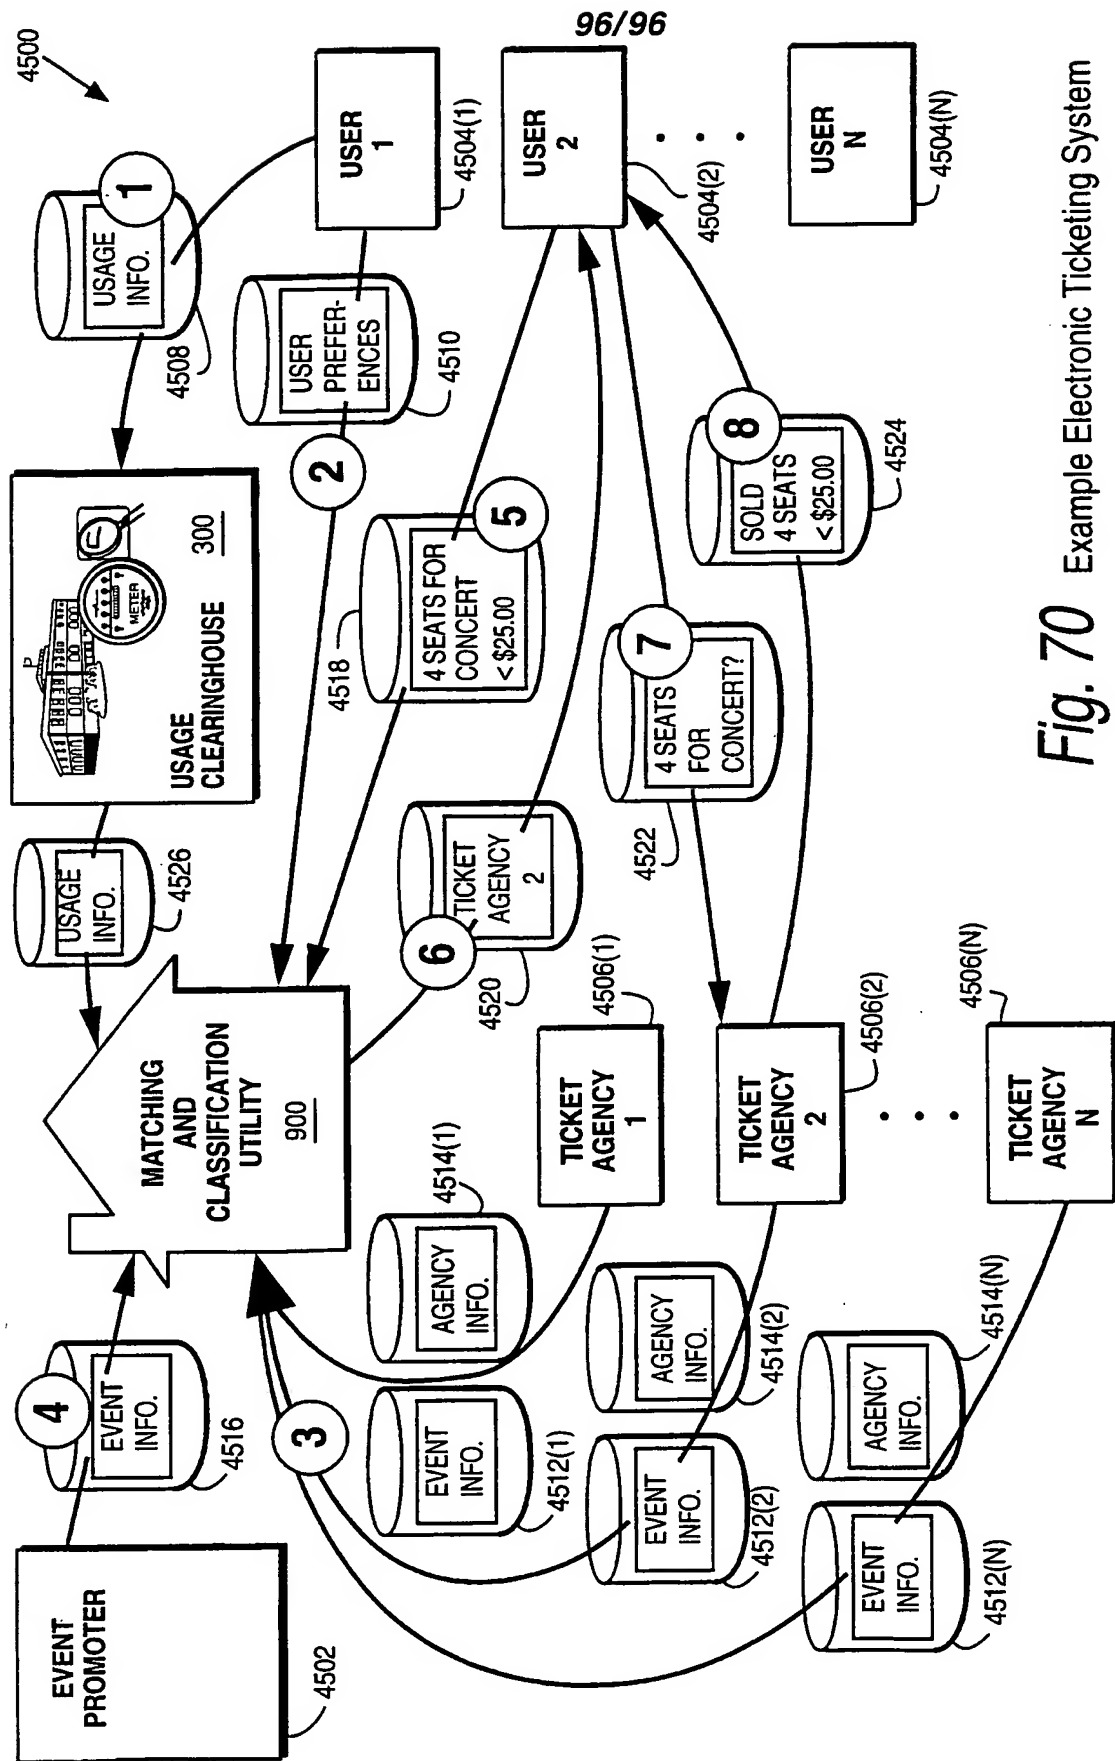 96/96
4500
EVENT
PROMOTER
4502
4
EVENT
INFO.
4516
MATCHING
AND
CLASSIFICATION
UTILITY
900
USAGE
INFO.
4526
METER
USAGE
CLEARINGHOUSE
300
1
USAGE
INFO.
4508
2
USER
PREFER-
ENCES
4510
USER
1
4504(1)
3
EVENT
INFO.
4512(1)
AGENCY
INFO.
4514(1)
4518
4 SEATS FOR
CONCERT
< $25.00
5
6
TICKET
AGENCY
2
4520
USER
2
4504(2)
EVENT
INFO.
4512(2)
AGENCY
INFO.
4514(2)
TICKET
AGENCY
1
4506(1)
4522
4 SEATS
FOR
CONCERT?
7
8
SOLD
4 SEATS
< $25.00
4524
TICKET
AGENCY
2
4506(2)
USER
N
4504(N)
EVENT
INFO.
4512(N)
AGENCY
INFO.
4514(N)
TICKET
AGENCY
N
4506(N)
Fig. 70 Example Electronic Ticketing System